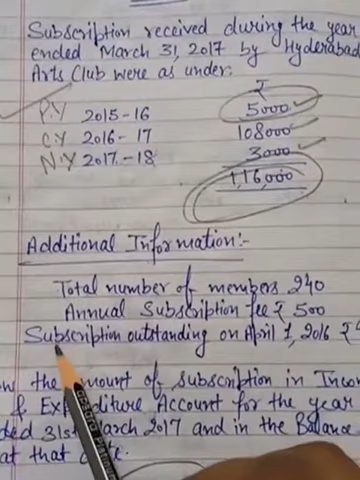 Subscription received during the year
ended March 31, 2017 by Hyderabad
Arts Club were as under:
₹
P.Y 2015-16 5000
C.Y 2016-17 108000
N.Y 2017-18 3000
1,16,000
Additional Information:-
Total number of members 240
Annual Subscription fee ₹ 500
Subscription outstanding on April 1, 2016 ₹
the amount of subscription in
& Expenditure Account for the year
31st March 2017 and in the Balance
at that date.